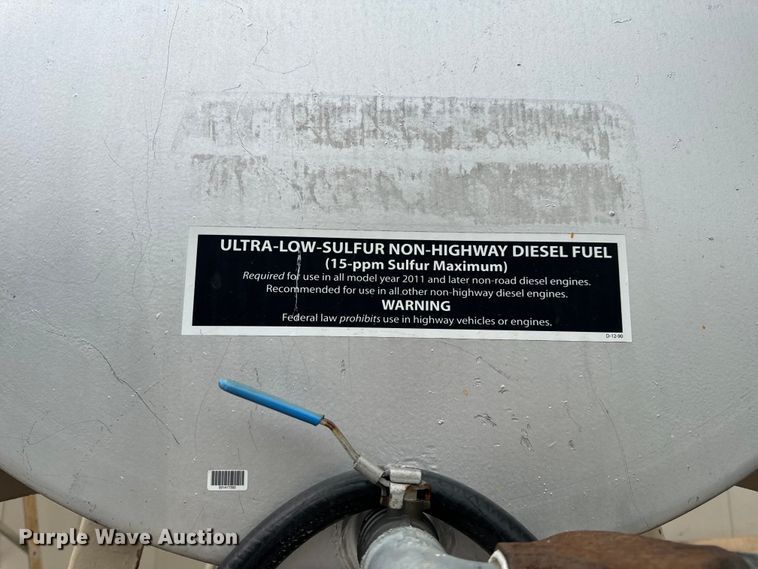 ULTRA-LOW-SULFUR NON-HIGHWAY DIESEL FUEL
(15-ppm Sulfur Maximum)
Required for use in all model year 2011 and later non-road diesel engines.
Recommended for use in all other non-highway diesel engines.
WARNING
Federal law prohibits use in highway vehicles or engines.
D-12-90
Purple Wave Auction